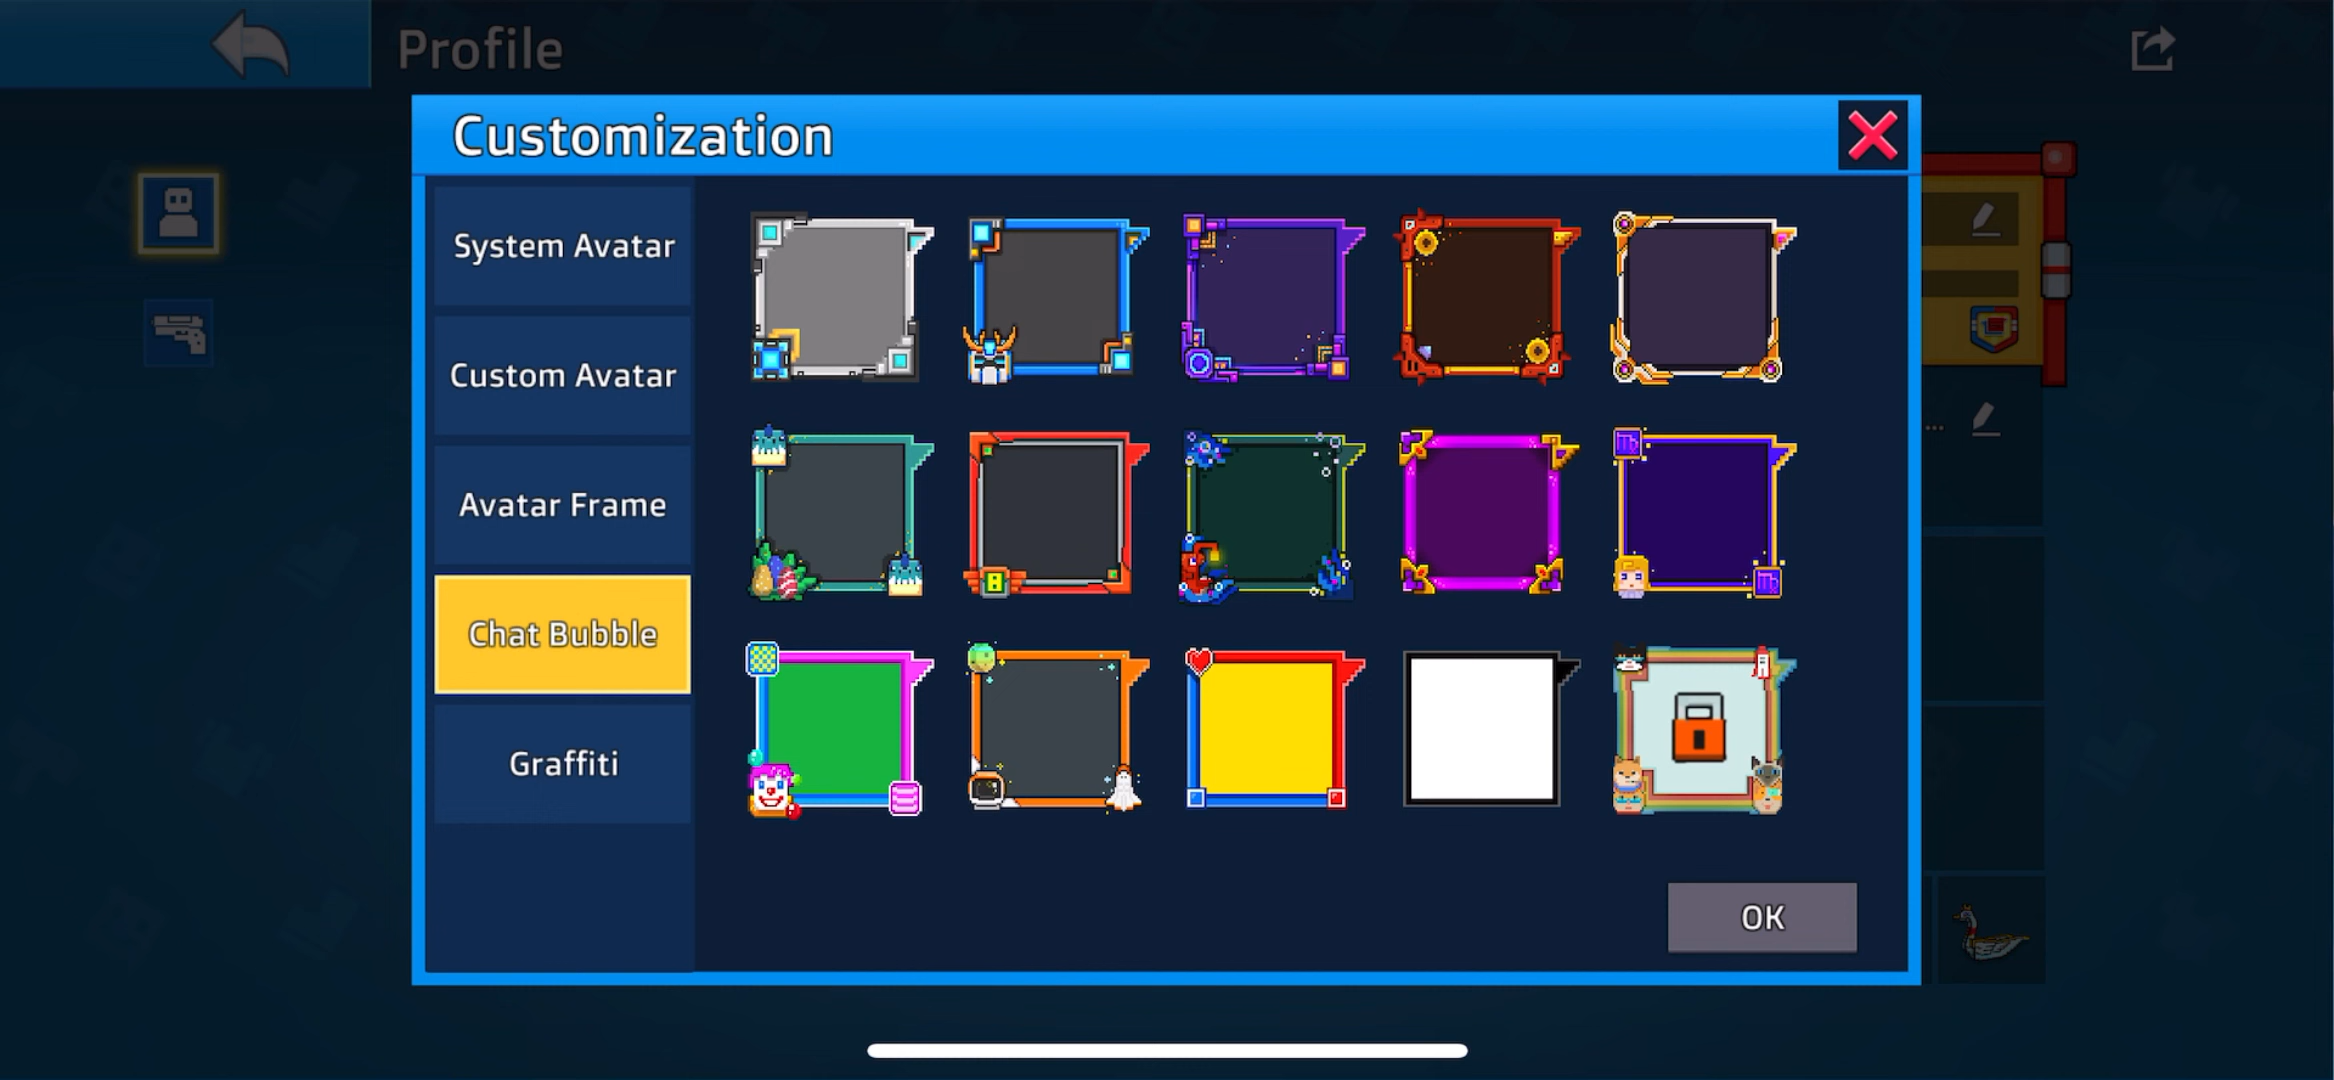 Profile
Customization
System Avatar
Custom Avatar
Avatar Frame
Chat Bubble
Graffiti
...
OK